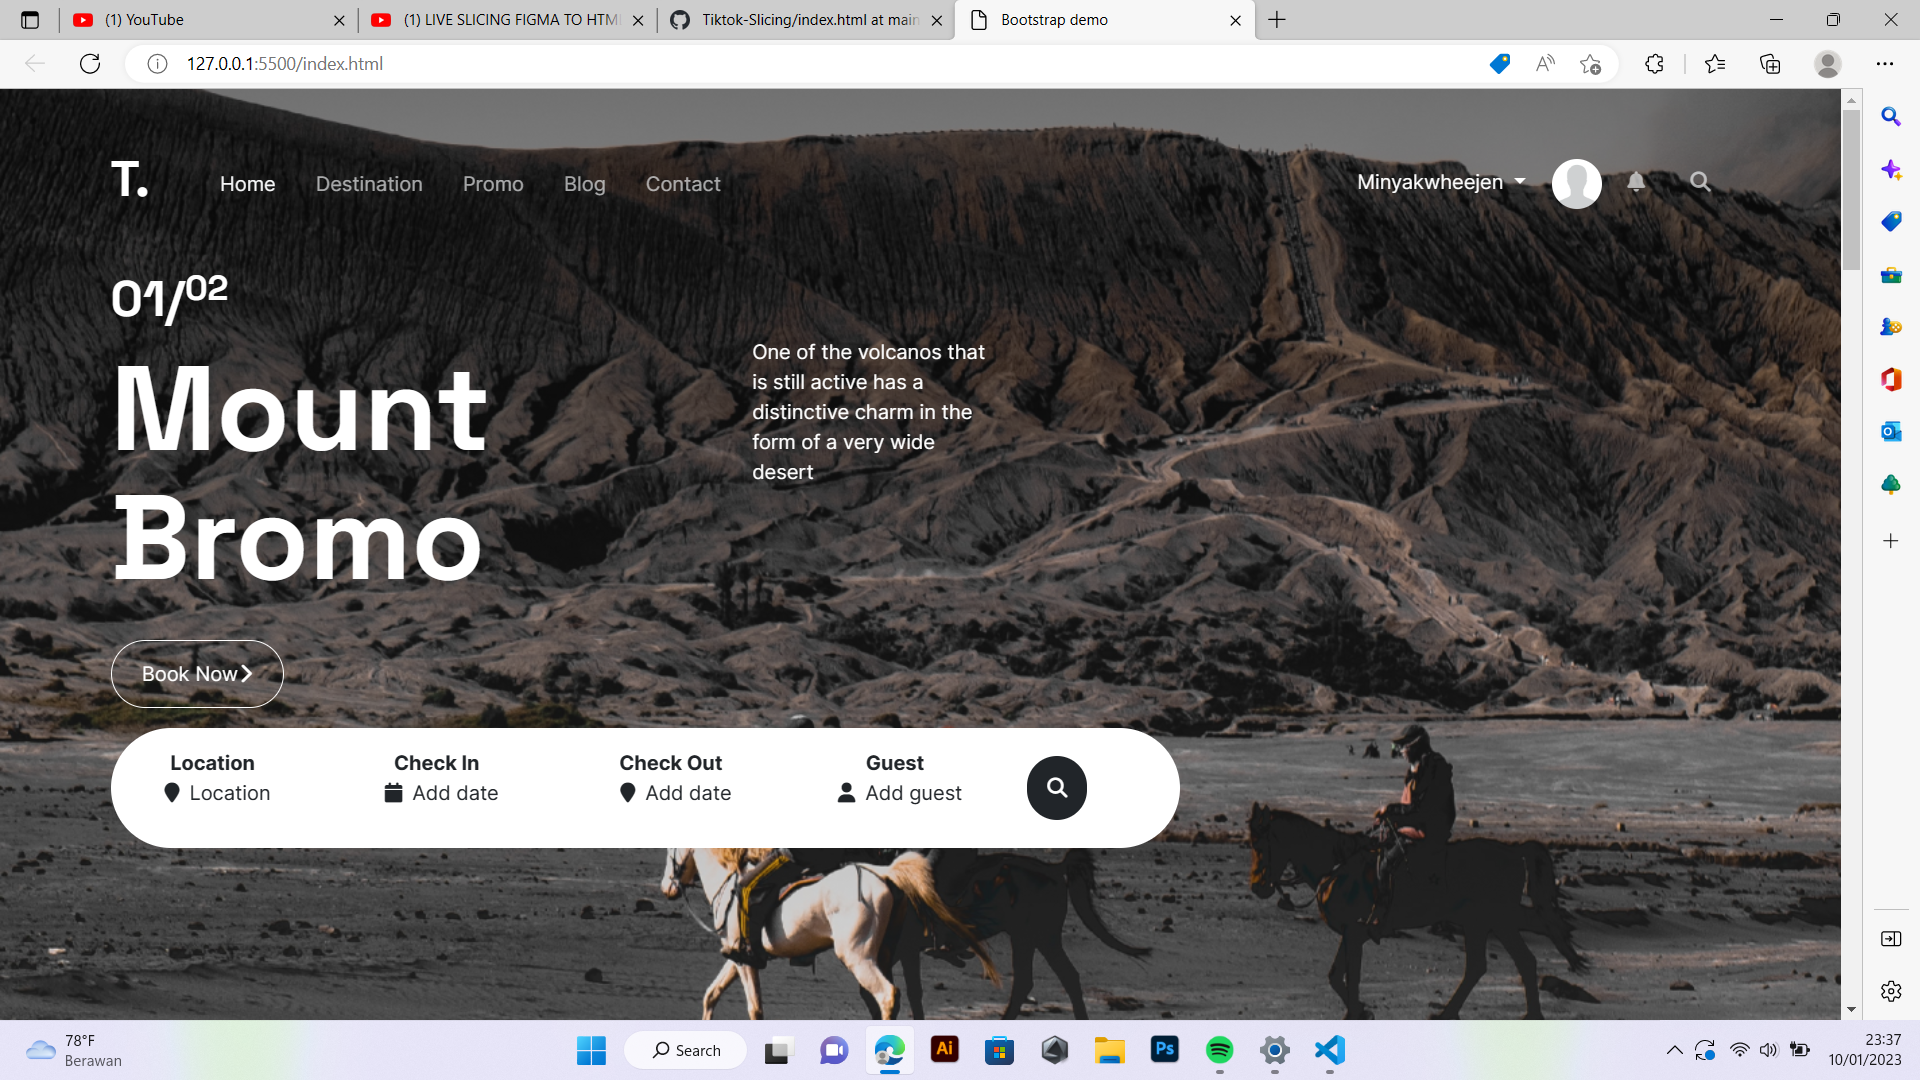 (1) YouTube
(1) LIVE SLICING FIGMA TO HTM
Tiktok-Slicing/index.html at main
Bootstrap demo
127.0.0.1:5500/index.html
T.
Home
Destination
Promo
Blog
Contact
Minyakwheejen
01/02
Mount
Bromo
One of the volcanos that
is still active has a
distinctive charm in the
form of a very wide
desert
Book Now
Location
Check In
Check Out
Guest
Location
Add date
Add date
Add guest
78°F
Berawan
Search
Ai
Ps
23:37
10/01/2023